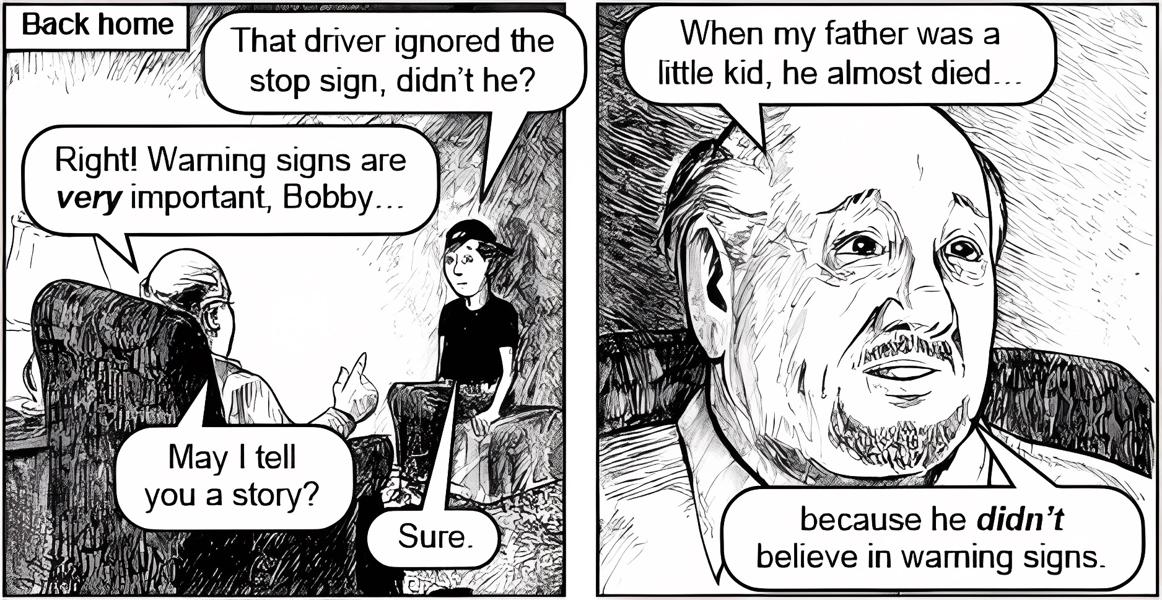 Back home
That driver ignored the
stop sign, didn’t he?
Right! Warning signs are
very important, Bobby...
May I tell
you a story?
Sure.
When my father was a
little kid, he almost died...
because he didn’t
believe in warning signs.